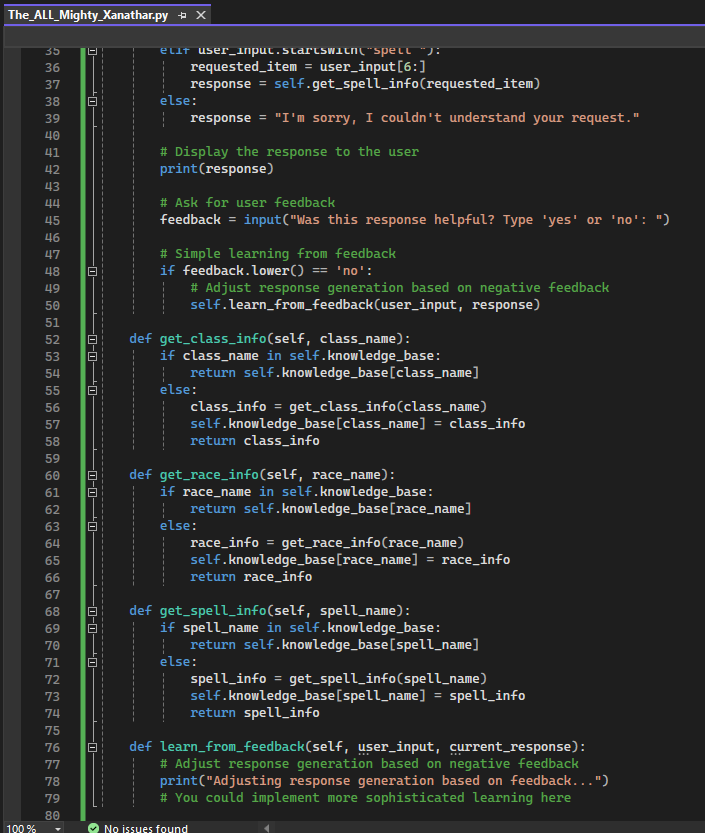 The_ALL_Mighty_Xanathar.py
35 elif user_input.startswith("spell "):
36 requested_item = user_input[6:]
37 response = self.get_spell_info(requested_item)
38 else:
39 response = "I'm sorry, I couldn't understand your request."
40
41 # Display the response to the user
42 print(response)
43
44 # Ask for user feedback
45 feedback = input("Was this response helpful? Type 'yes' or 'no': ")
46
47 # Simple learning from feedback
48 if feedback.lower() == 'no':
49 # Adjust response generation based on negative feedback
50 self.learn_from_feedback(user_input, response)
51
52 def get_class_info(self, class_name):
53 if class_name in self.knowledge_base:
54 return self.knowledge_base[class_name]
55 else:
56 class_info = get_class_info(class_name)
57 self.knowledge_base[class_name] = class_info
58 return class_info
59
60 def get_race_info(self, race_name):
61 if race_name in self.knowledge_base:
62 return self.knowledge_base[race_name]
63 else:
64 race_info = get_race_info(race_name)
65 self.knowledge_base[race_name] = race_info
66 return race_info
67
68 def get_spell_info(self, spell_name):
69 if spell_name in self.knowledge_base:
70 return self.knowledge_base[spell_name]
71 else:
72 spell_info = get_spell_info(spell_name)
73 self.knowledge_base[spell_name] = spell_info
74 return spell_info
75
76 def learn_from_feedback(self, user_input, current_response):
77 # Adjust response generation based on negative feedback
78 print("Adjusting response generation based on feedback...")
79 # You could implement more sophisticated learning here
80
100 % No issues found